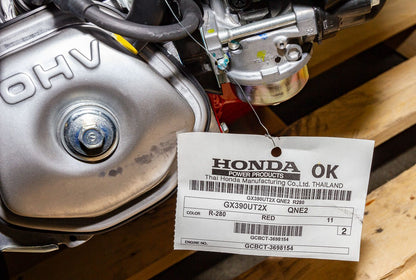 OHV
HONDA OK
POWER PRODUCTS
Thai Honda Manufacturing Co.,Ltd. THAILAND
GX390UT2X QNE2 R280
GX390UT2X QNE2
COLOR R-280 RED 11
2
GCBCT-3698154
ENGINE NO.
GCBCT-3698154